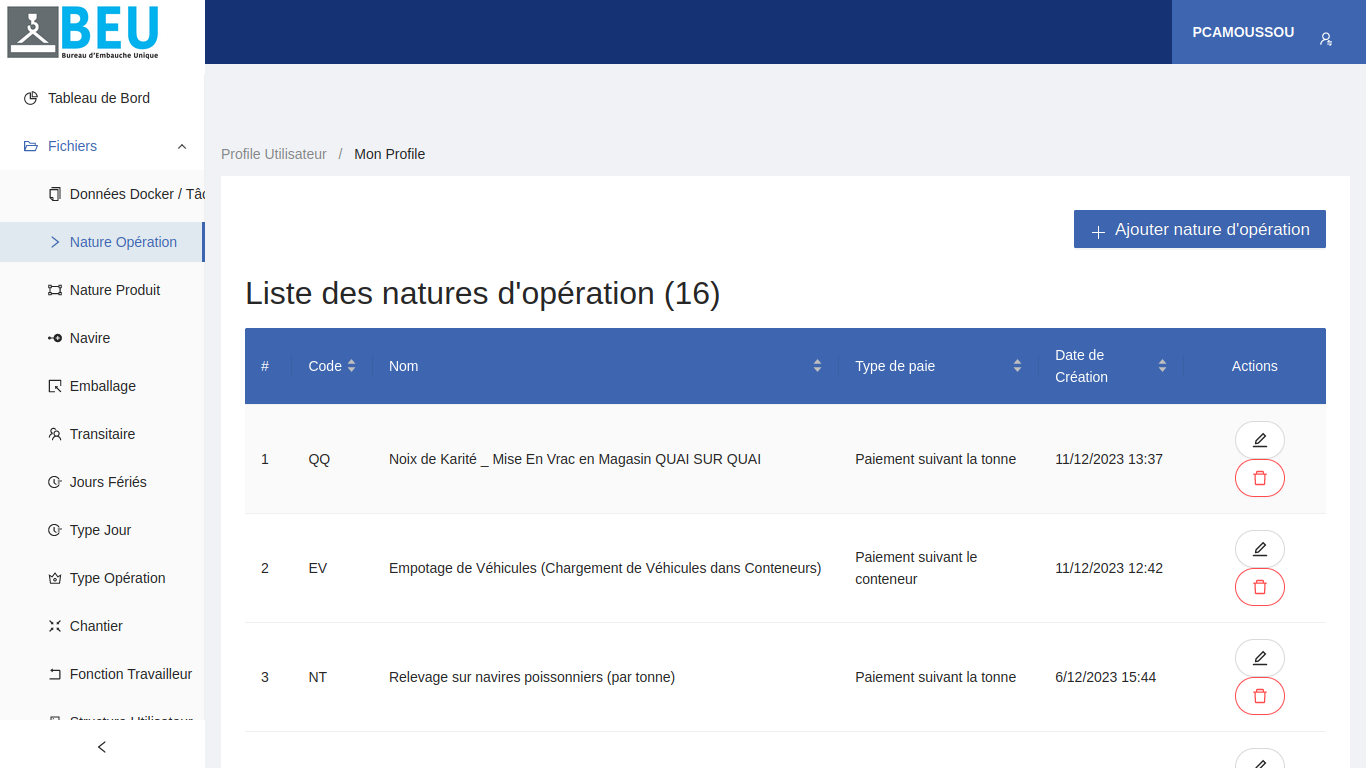 BEU
Bureau d'Embauche Unique
PCAMOUSSOU
Tableau de Bord
Fichiers
Données Docker / Tâc
Nature Opération
Nature Produit
Navire
Emballage
Transitaire
Jours Fériés
Type Jour
Type Opération
Chantier
Fonction Travailleur
Structure Utilisateur
Profile Utilisateur / Mon Profile
Ajouter nature d'opération
Liste des natures d'opération (16)
# Code Nom Type de paie Date de Création Actions
1 QQ Noix de Karité _ Mise En Vrac en Magasin QUAI SUR QUAI Paiement suivant la tonne 11/12/2023 13:37
2 EV Empotage de Véhicules (Chargement de Véhicules dans Conteneurs) Paiement suivant le conteneur 11/12/2023 12:42
3 NT Relevage sur navires poissonniers (par tonne) Paiement suivant la tonne 6/12/2023 15:44